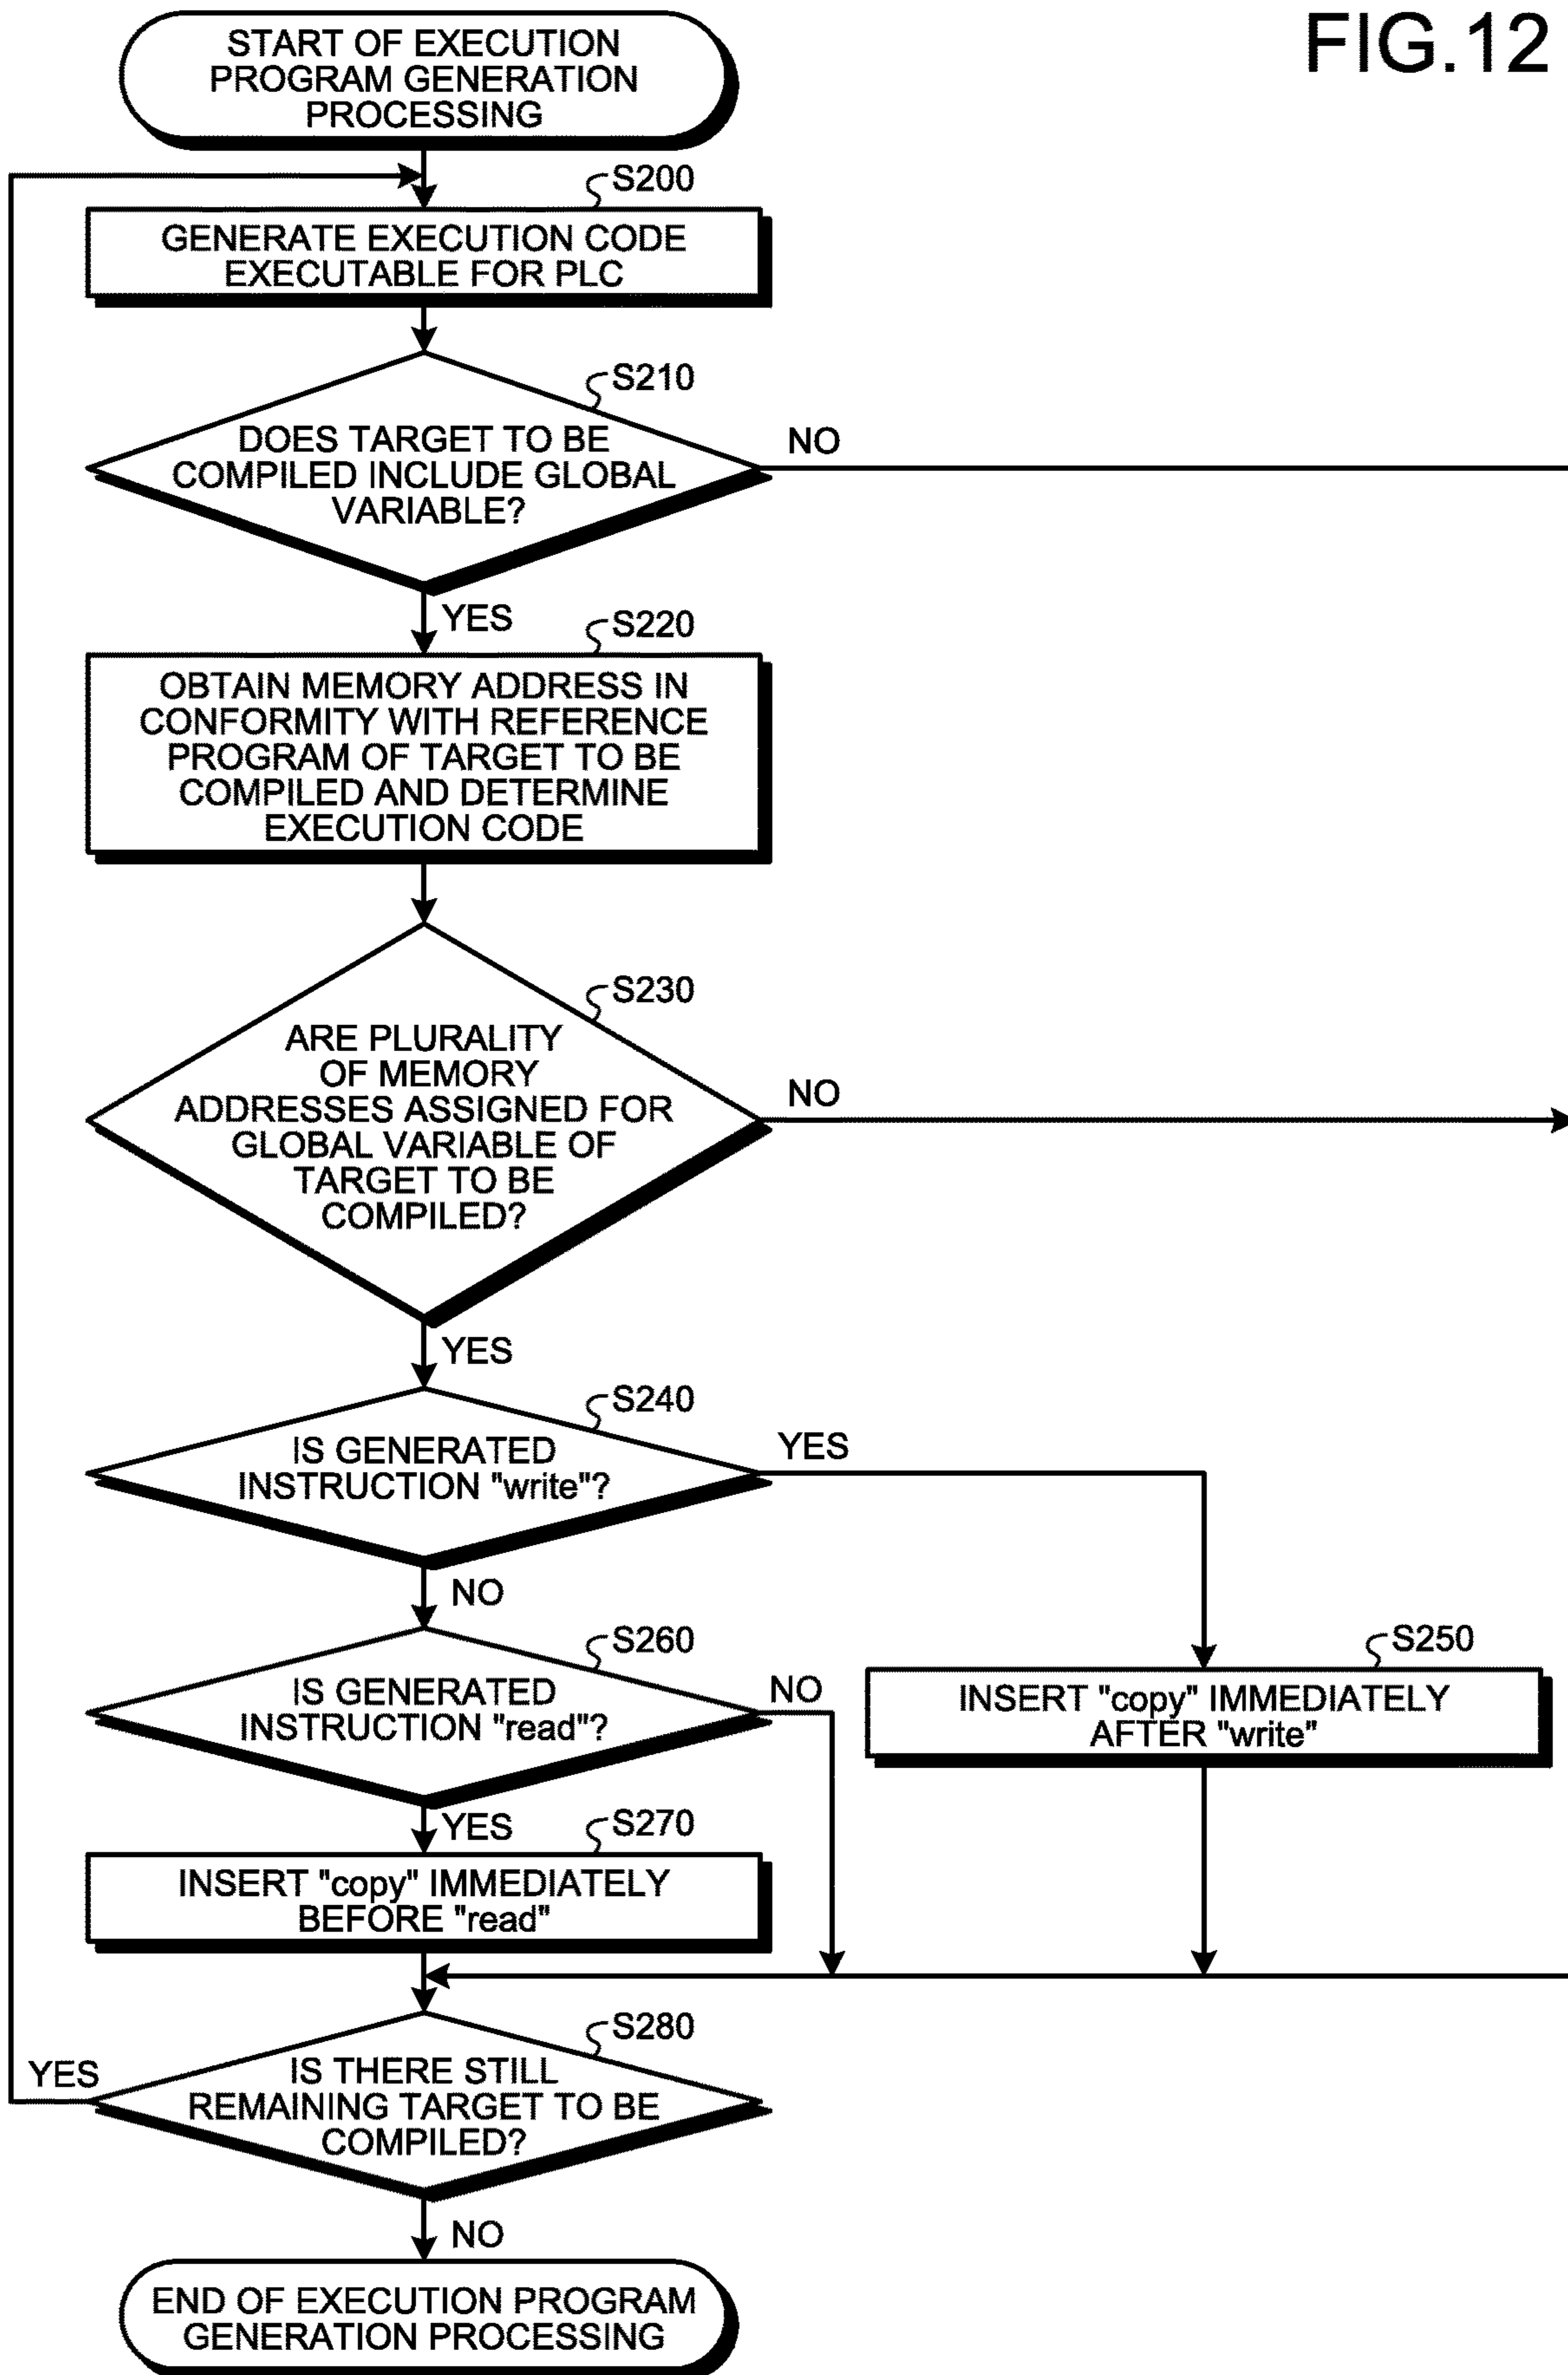 FIG.12
START OF EXECUTION
PROGRAM GENERATION
PROCESSING
S200
GENERATE EXECUTION CODE
EXECUTABLE FOR PLC
S210
DOES TARGET TO BE
COMPILED INCLUDE GLOBAL
VARIABLE?
NO
YES
S220
OBTAIN MEMORY ADDRESS IN
CONFORMITY WITH REFERENCE
PROGRAM OF TARGET TO BE
COMPILED AND DETERMINE
EXECUTION CODE
S230
ARE PLURALITY
OF MEMORY
ADDRESSES ASSIGNED FOR
GLOBAL VARIABLE OF
TARGET TO BE
COMPILED?
NO
YES
S240
IS GENERATED
INSTRUCTION "write"?
YES
NO
S260
IS GENERATED
INSTRUCTION "read"?
NO
S250
INSERT "copy" IMMEDIATELY
AFTER "write"
YES
S270
INSERT "copy" IMMEDIATELY
BEFORE "read"
S280
IS THERE STILL
REMAINING TARGET TO BE
COMPILED?
YES
NO
END OF EXECUTION PROGRAM
GENERATION PROCESSING